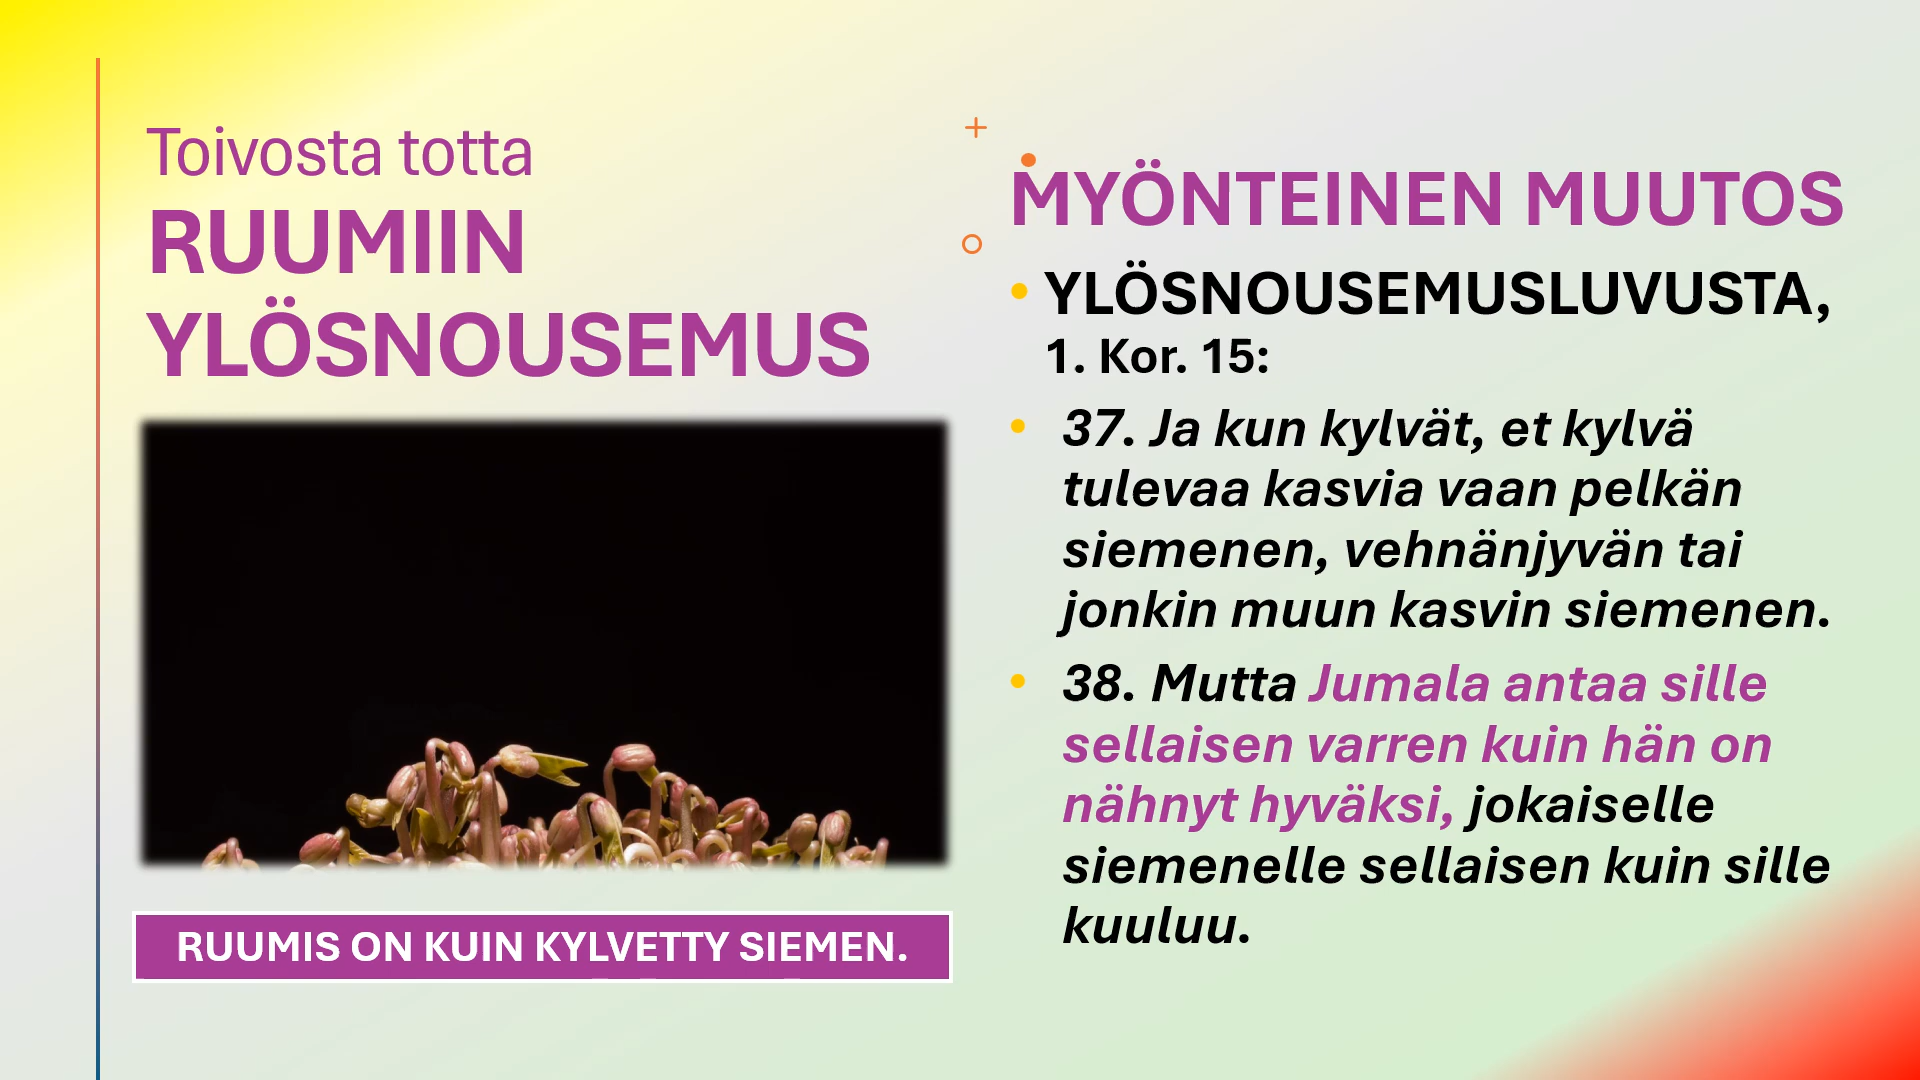 Toivosta totta
RUUMIIN
YLÖSNOUSEMUS
RUUMIS ON KUIN KYLVETTY SIEMEN.
MYÖNTEINEN MUUTOS
• YLÖSNOUSEMUSLUVUSTA,
1. Kor. 15:
• 37. Ja kun kylvät, et kylvä
tulevaa kasvia vaan pelkän
siemenen, vehnänjyvän tai
jonkin muun kasvin siemenen.
• 38. Mutta Jumala antaa sille
sellaisen varren kuin hän on
nähnyt hyväksi, jokaiselle
siemenelle sellaisen kuin sille
kuuluu.